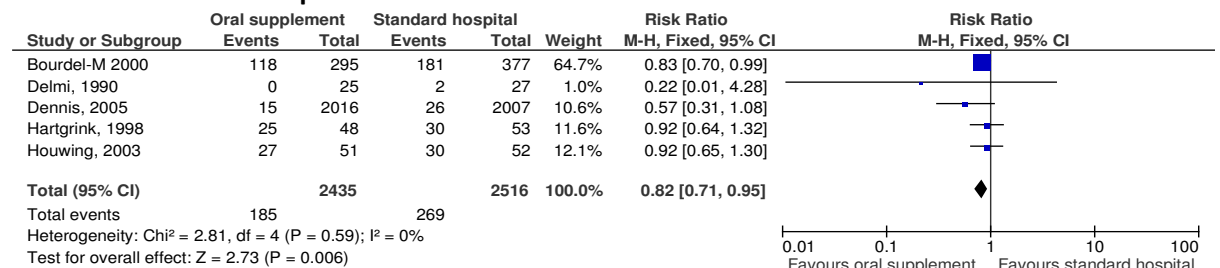 Oral supplement Standard hospital Risk Ratio Risk Ratio
Study or Subgroup Events Total Events Total Weight M-H, Fixed, 95% CI M-H, Fixed, 95% CI
Bourdel-M 2000 118 295 181 377 64.7% 0.83 [0.70, 0.99]
Delmi, 1990 0 25 2 27 1.0% 0.22 [0.01, 4.28]
Dennis, 2005 15 2016 26 2007 10.6% 0.57 [0.31, 1.08]
Hartgrink, 1998 25 48 30 53 11.6% 0.92 [0.64, 1.32]
Houwing, 2003 27 51 30 52 12.1% 0.92 [0.65, 1.30]
Total (95% CI) 2435 2516 100.0% 0.82 [0.71, 0.95]
Total events 185 269
Heterogeneity: Chi² = 2.81, df = 4 (P = 0.59); I² = 0%
Test for overall effect: Z = 2.73 (P = 0.006)
0.01 0.1 1 10 100
Favours oral supplement Favours standard hospital